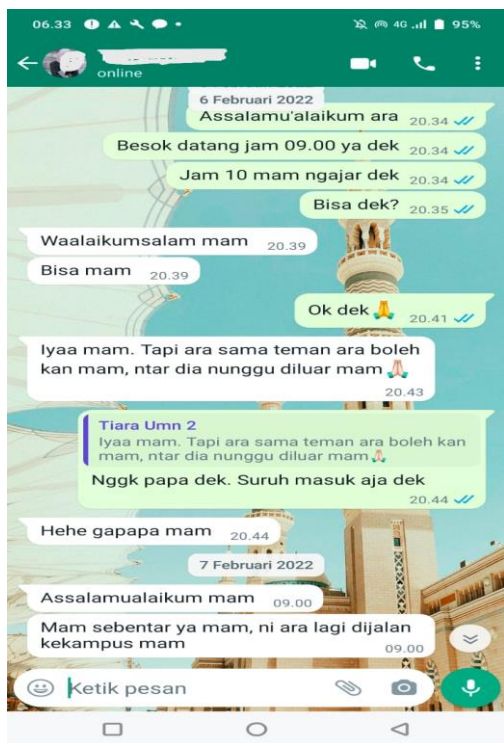 06.33
4G 95%
online
6 Februari 2022
Assalamu'alaikum ara 20.34
Besok datang jam 09.00 ya dek 20.34
Jam 10 mam ngajar dek 20.34
Bisa dek? 20.35
Waalaikumsalam mam 20.39
Bisa mam 20.39
Ok dek🙏 20.41
Iyaa mam. Tapi ara sama teman ara boleh
kan mam, ntar dia nunggu diluar mam🙏
20.43
Tiara Umn 2
Iyaa mam. Tapi ara sama teman ara boleh kan
mam, ntar dia nunggu diluar mam🙏
Nggk papa dek. Suruh masuk aja dek
20.44
Hehe gapapa mam 20.44
7 Februari 2022
Assalamualaikum mam 09.00
Mam sebentar ya mam, ni ara lagi dijalan
kekampus mam 09.00
Ketik pesan